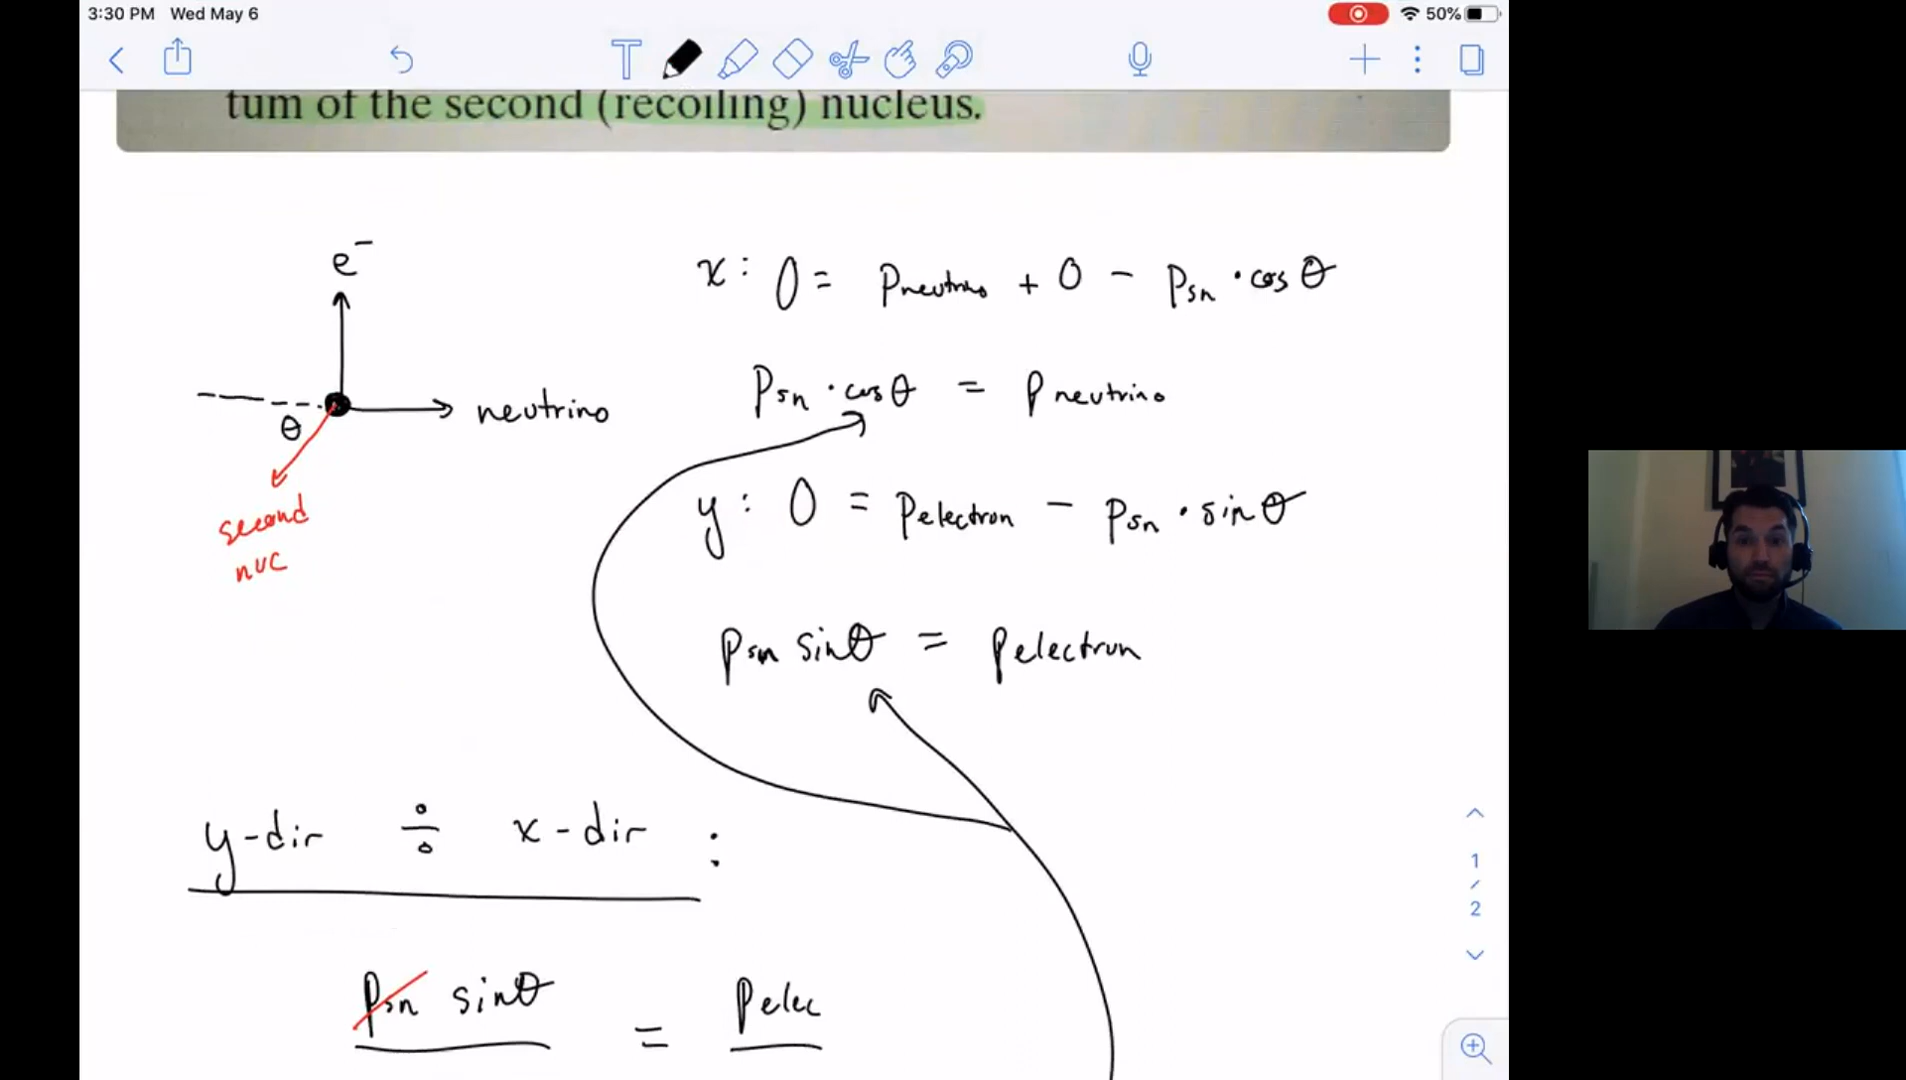 3:30 PM Wed May 6
50%
tum of the second (recoiling) nucleus.
e⁻
x: 0 = Pneutrino + 0 - Psn · cos θ
Psn · cos θ = Pneutrino
neutrino
θ
second
nuc
y: 0 = Pelectron - Psn · sin θ
Psn sin θ = Pelectron
y-dir ÷ x-dir :
1
/
2
Psn sin θ = Pelec